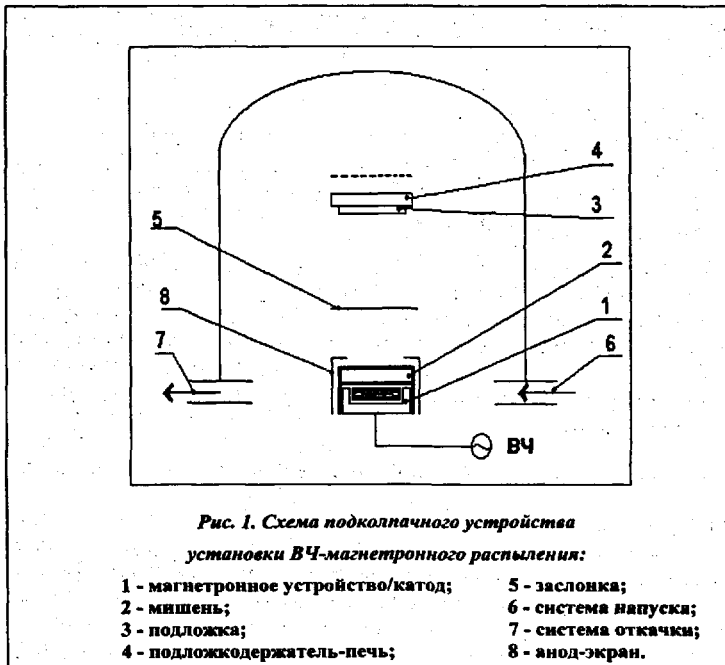 4
3
5
2
8
1
7
6
ВЧ
Рис. 1. Схема подколпачного устройства
установки ВЧ-магнетронного распыления:
1 - магнетронное устройство/катод;
2 - мишень;
3 - подложка;
4 - подложкодержатель-печь;
5 - заслонка;
6 - система напуска;
7 - система откачки;
8 - анод-экран.